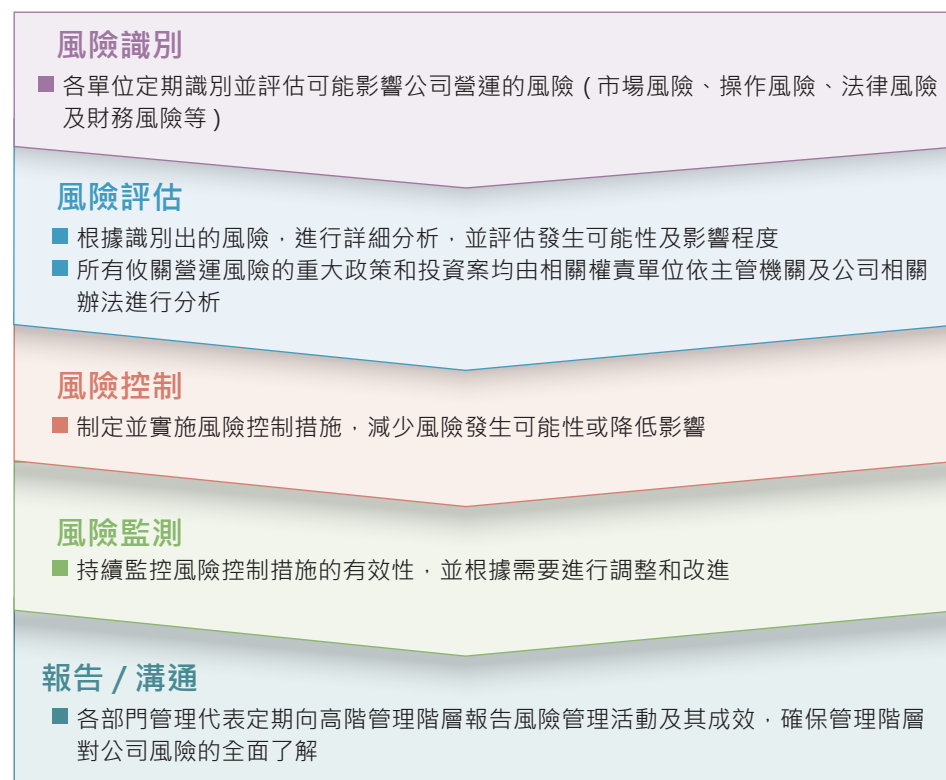 風險識別
■ 各單位定期識別並評估可能影響公司營運的風險 ( 市場風險、操作風險、法律風險
及財務風險等 )
風險評估
■ 根據識別出的風險，進行詳細分析，並評估發生可能性及影響程度
■ 所有攸關營運風險的重大政策和投資案均由相關權責單位依主管機關及公司相關
辦法進行分析
風險控制
■ 制定並實施風險控制措施，減少風險發生可能性或降低影響
風險監測
■ 持續監控風險控制措施的有效性，並根據需要進行調整和改進
報告 / 溝通
■ 各部門管理代表定期向高階管理階層報告風險管理活動及其成效，確保管理階層
對公司風險的全面了解